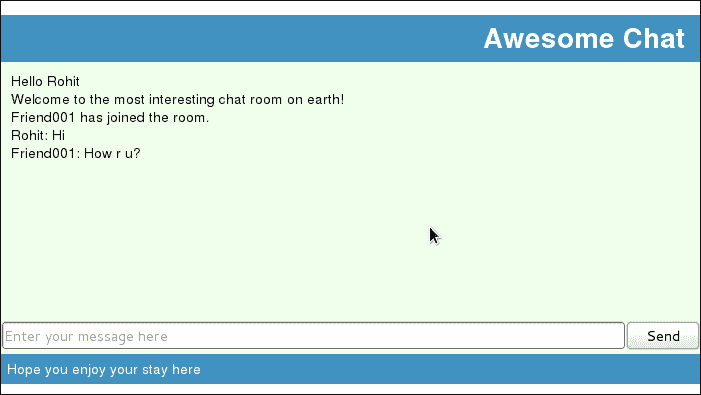 Awesome Chat
Hello Rohit
Welcome to the most interesting chat room on earth!
Friend001 has joined the room.
Rohit: Hi
Friend001: How r u?
Enter your message here
Send
Hope you enjoy your stay here